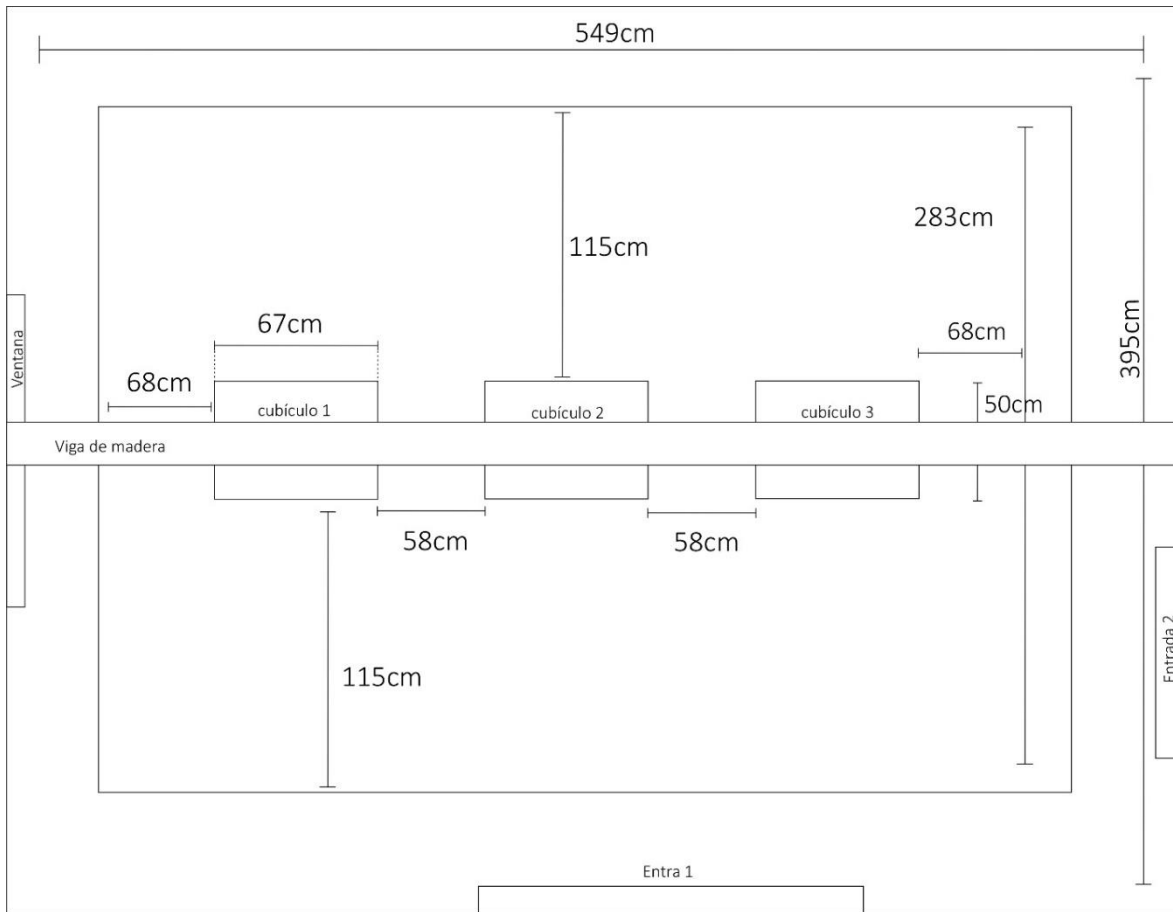 549cm
115cm
283cm
395cm
Ventana
67cm
68cm
68cm
50cm
cubículo 1
cubículo 2
cubículo 3
Viga de madera
58cm
58cm
115cm
Entrada 2
Entra 1